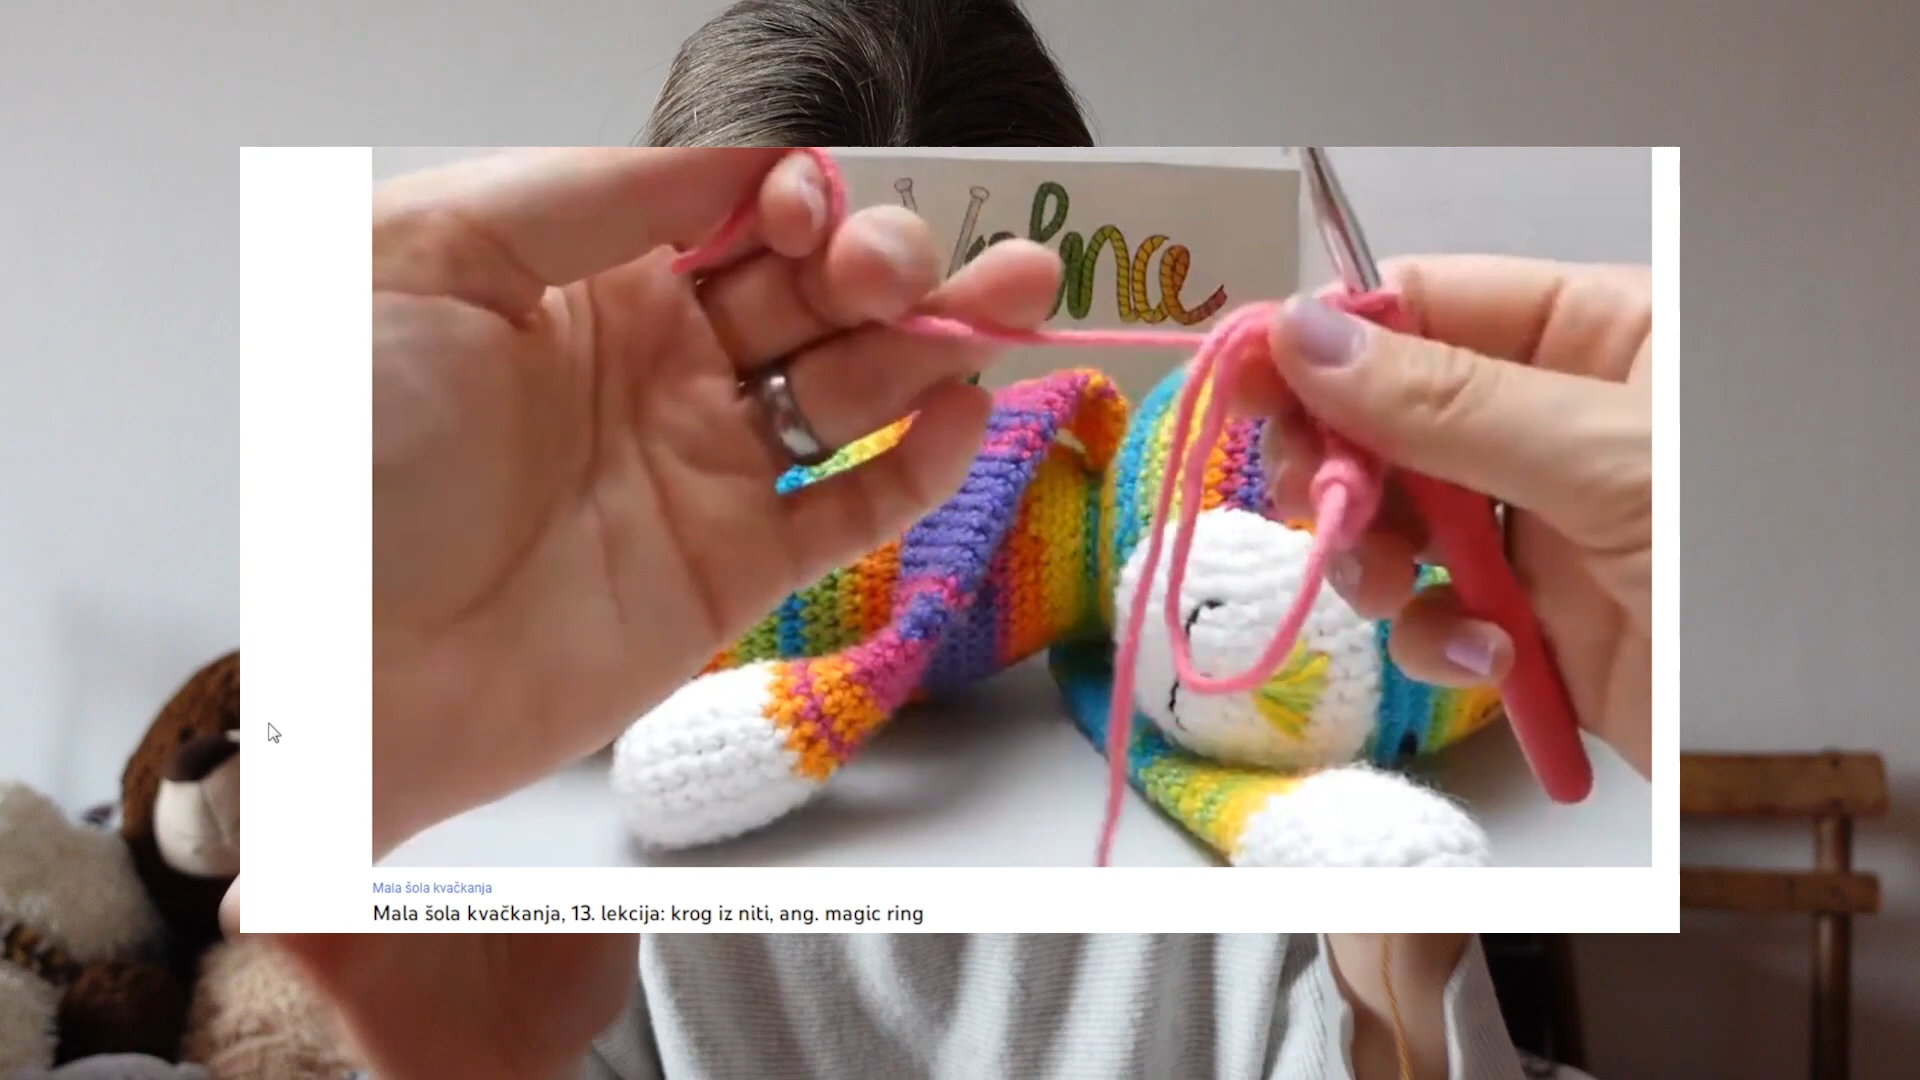 Mala šola kvačkanja
Mala šola kvačkanja, 13. lekcija: krog iz niti, ang. magic ring